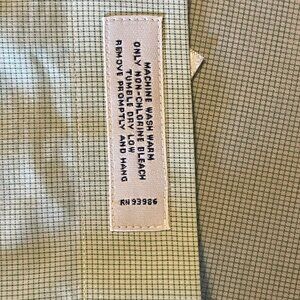 MACHINE WASH WARM
ONLY NON-CHLORINE BLEACH
TUMBLE DRY LOW
REMOVE PROMPTLY AND HANG
RN 93986